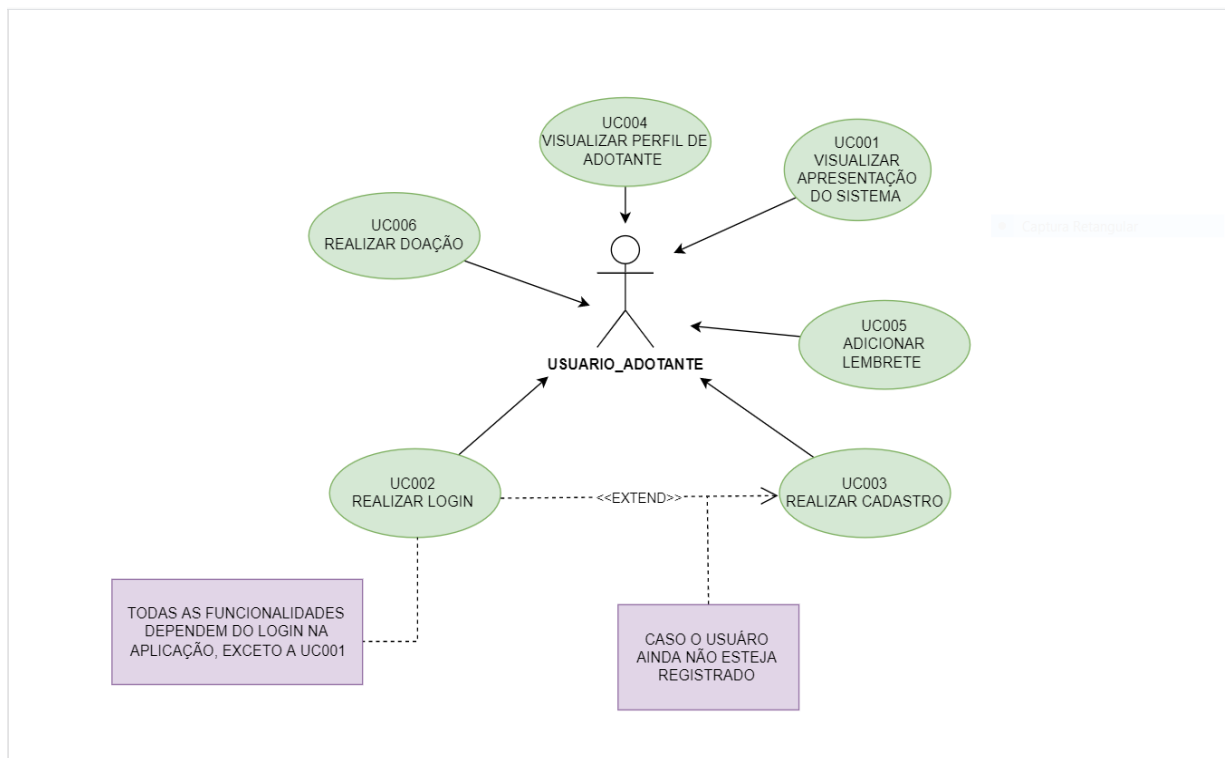 UC004
VISUALIZAR PERFIL DE
ADOTANTE
UC001
VISUALIZAR
APRESENTAÇÃO
DO SISTEMA
UC006
REALIZAR DOAÇÃO
Captura Retangular
UC005
ADICIONAR
LEMBRETE
USUARIO_ADOTANTE
UC002
REALIZAR LOGIN
<<EXTEND>>
UC003
REALIZAR CADASTRO
TODAS AS FUNCIONALIDADES
DEPENDEM DO LOGIN NA
APLICAÇÃO, EXCETO A UC001
CASO O USUÁRO
AINDA NÃO ESTEJA
REGISTRADO